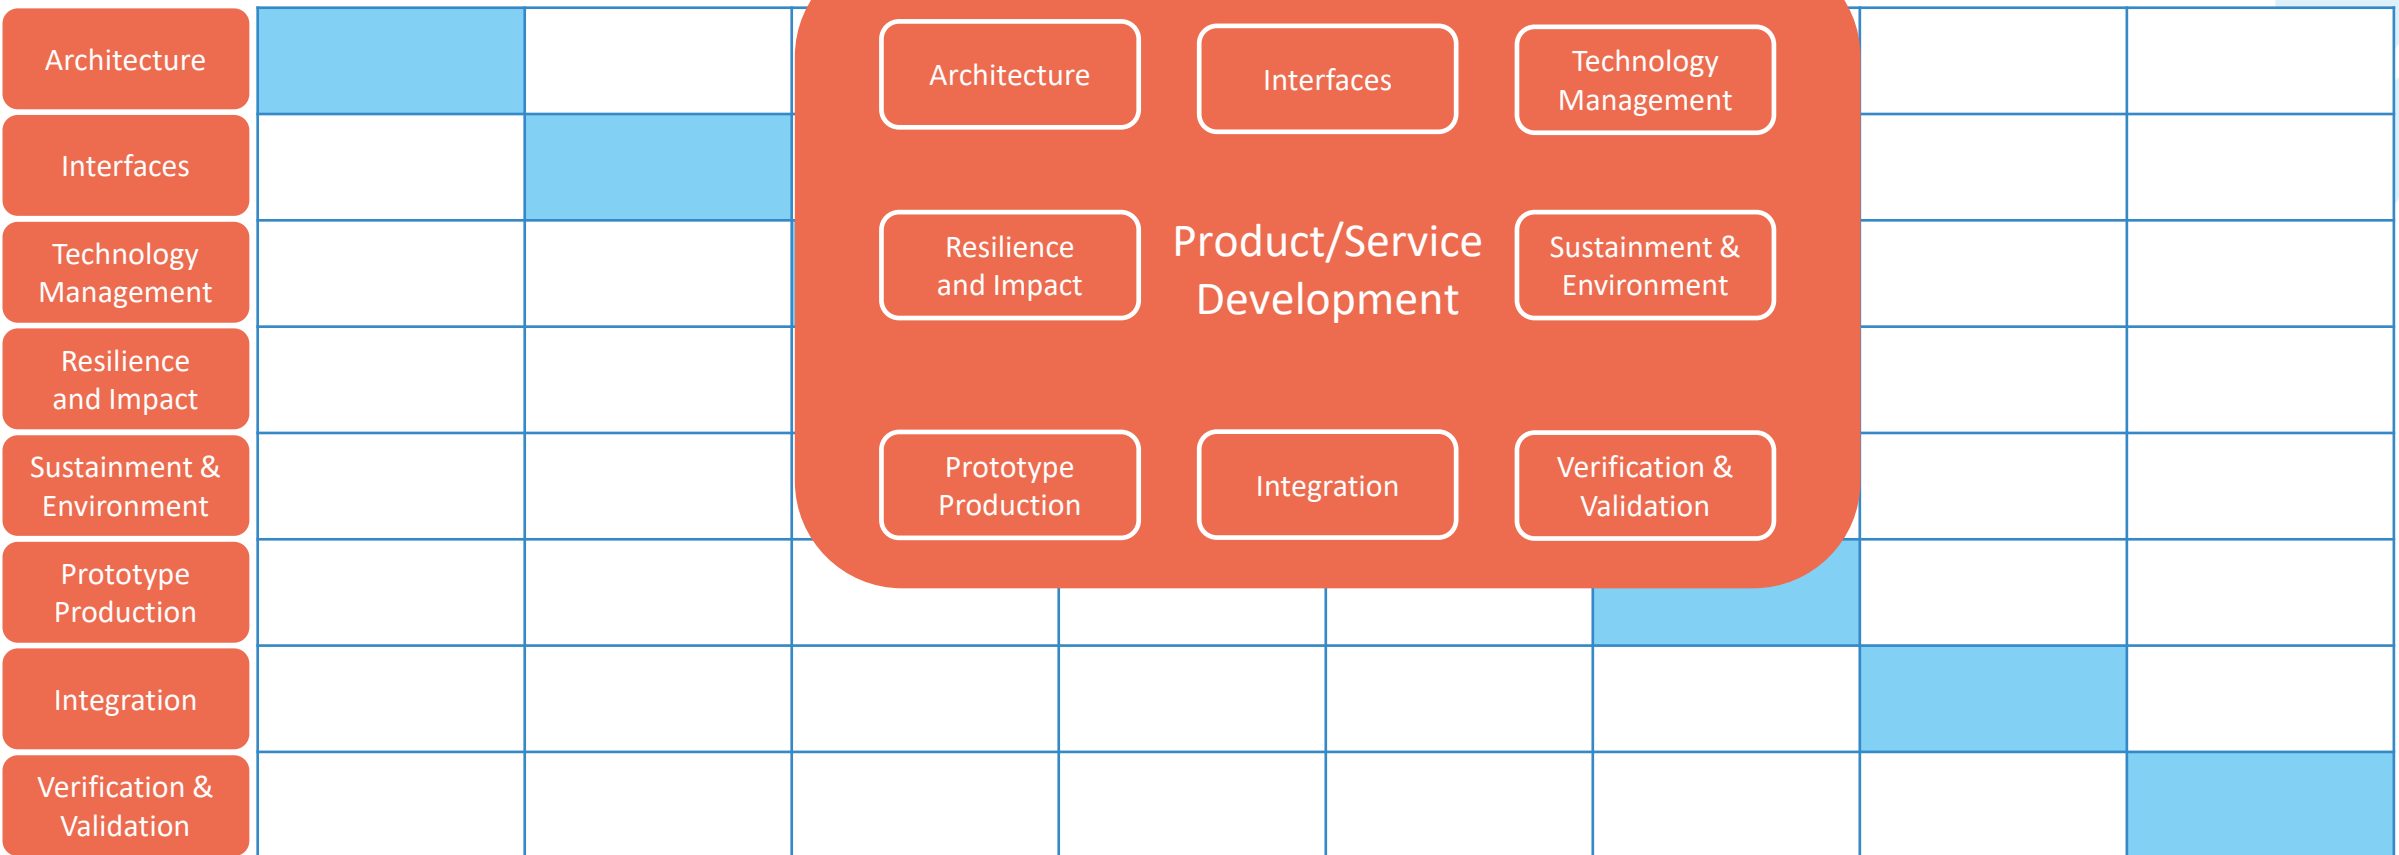 Architecture
Interfaces
Technology
Management
Resilience
and Impact
Sustainment &
Environment
Prototype
Production
Integration
Verification &
Validation
Architecture
Interfaces
Technology
Management
Resilience
and Impact
Product/Service
Development
Sustainment &
Environment
Prototype
Production
Integration
Verification &
Validation